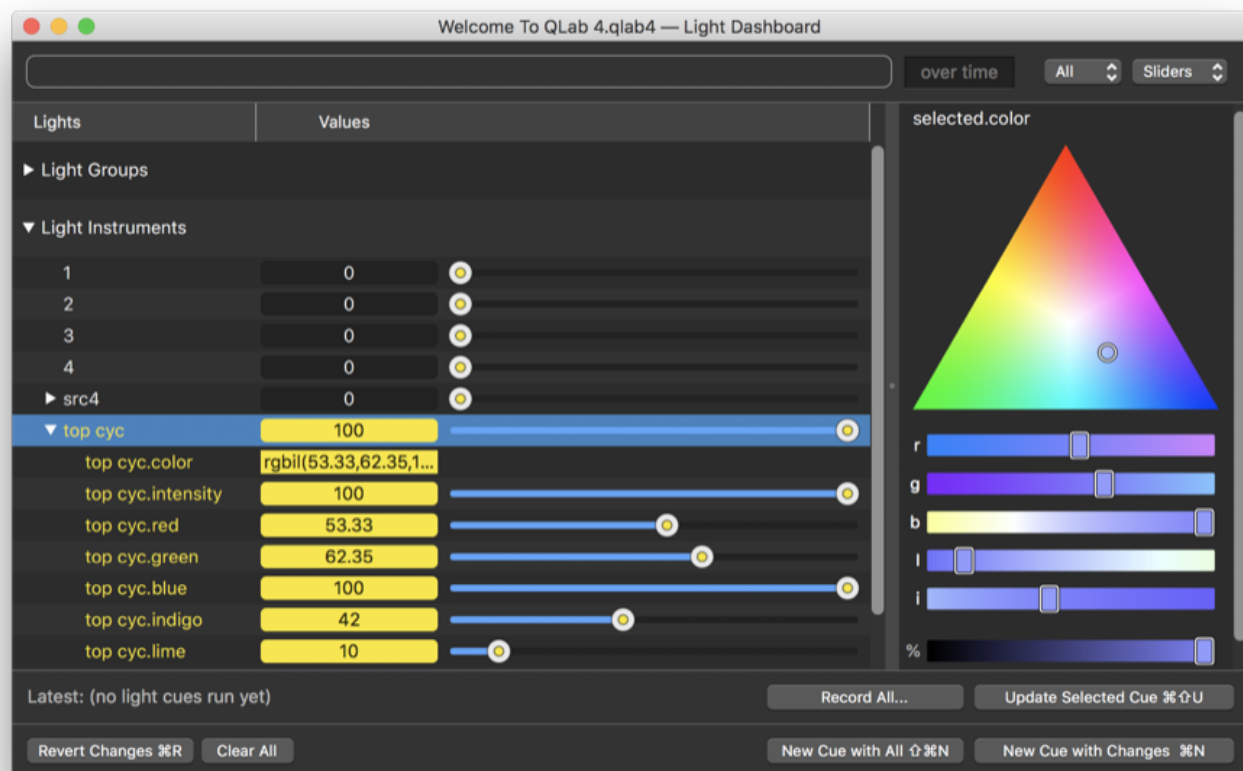 Welcome To QLab 4.qlab4 — Light Dashboard
over time All Sliders
Lights Values
selected.color
Light Groups
Light Instruments
1 0
2 0
3 0
4 0
src4 0
top cyc 100
top cyc.color rgbil(53.33,62.35,1...
top cyc.intensity 100
top cyc.red 53.33
top cyc.green 62.35
top cyc.blue 100
top cyc.indigo 42
top cyc.lime 10
r
g
b
l
i
%
Latest: (no light cues run yet)
Record All... Update Selected Cue ⌘⇧U
Revert Changes ⌘R Clear All New Cue with All ⇧⌘N New Cue with Changes ⌘N